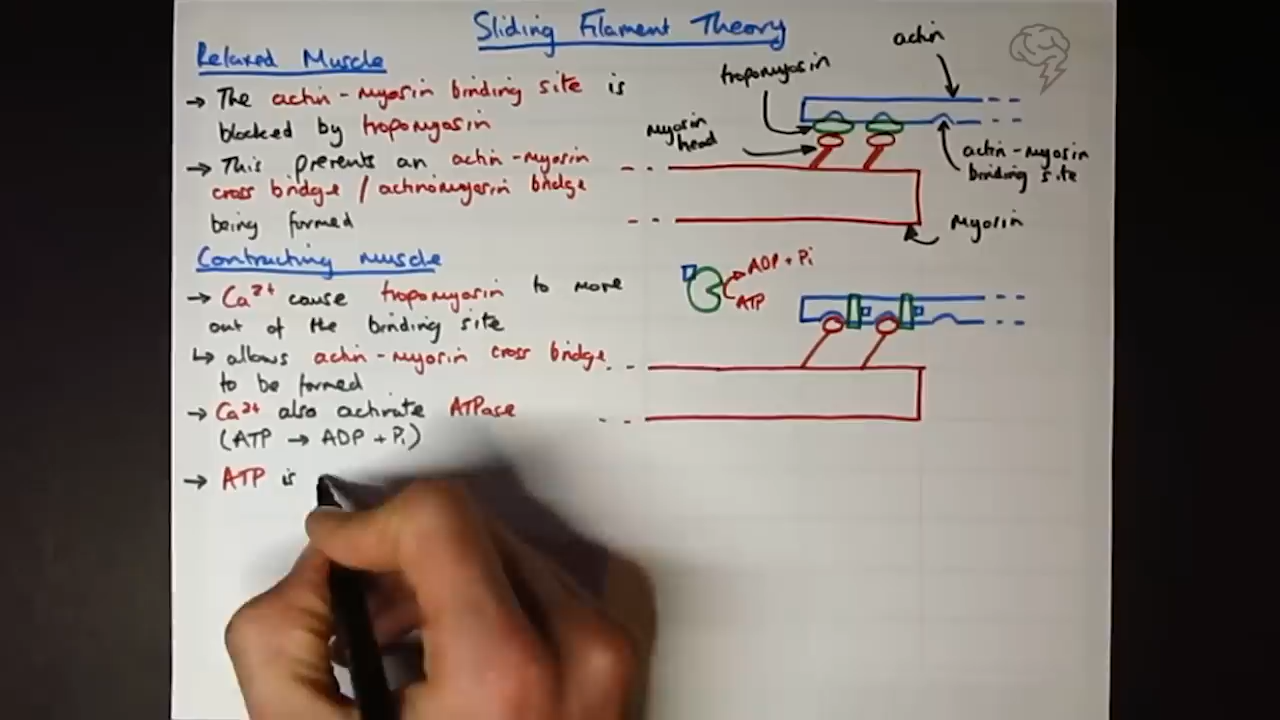 Sliding Filament Theory
Relaxed Muscle
→ The actin-myosin binding site is
blocked by tropomyosin
→ This prevents an actin-myosin
cross bridge / actinomyosin bridge
being formed
Contracting muscle
→ Ca²⁺ cause tropomyosin to move
out of the binding site
↳ allows actin-myosin cross bridge
to be formed
→ Ca²⁺ also activate ATPase
(ATP → ADP + Pi)
→ ATP is
actin
tropomyosin
myosin
head
actin-myosin
binding site
Myosin
ADP + Pi
ATP